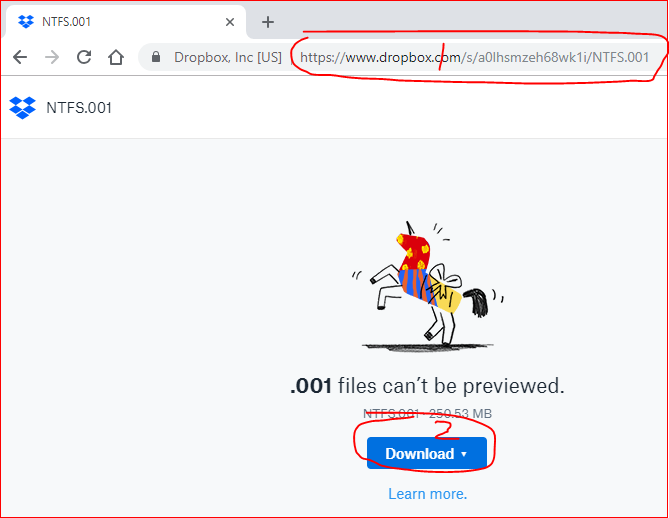 NTFS.001
Dropbox, Inc [US] https://www.dropbox.com/s/a0lhsmzeh68wk1i/NTFS.001
NTFS.001
.001 files can't be previewed.
NTFS.001 · 250.53 MB
2
Download
Learn more.